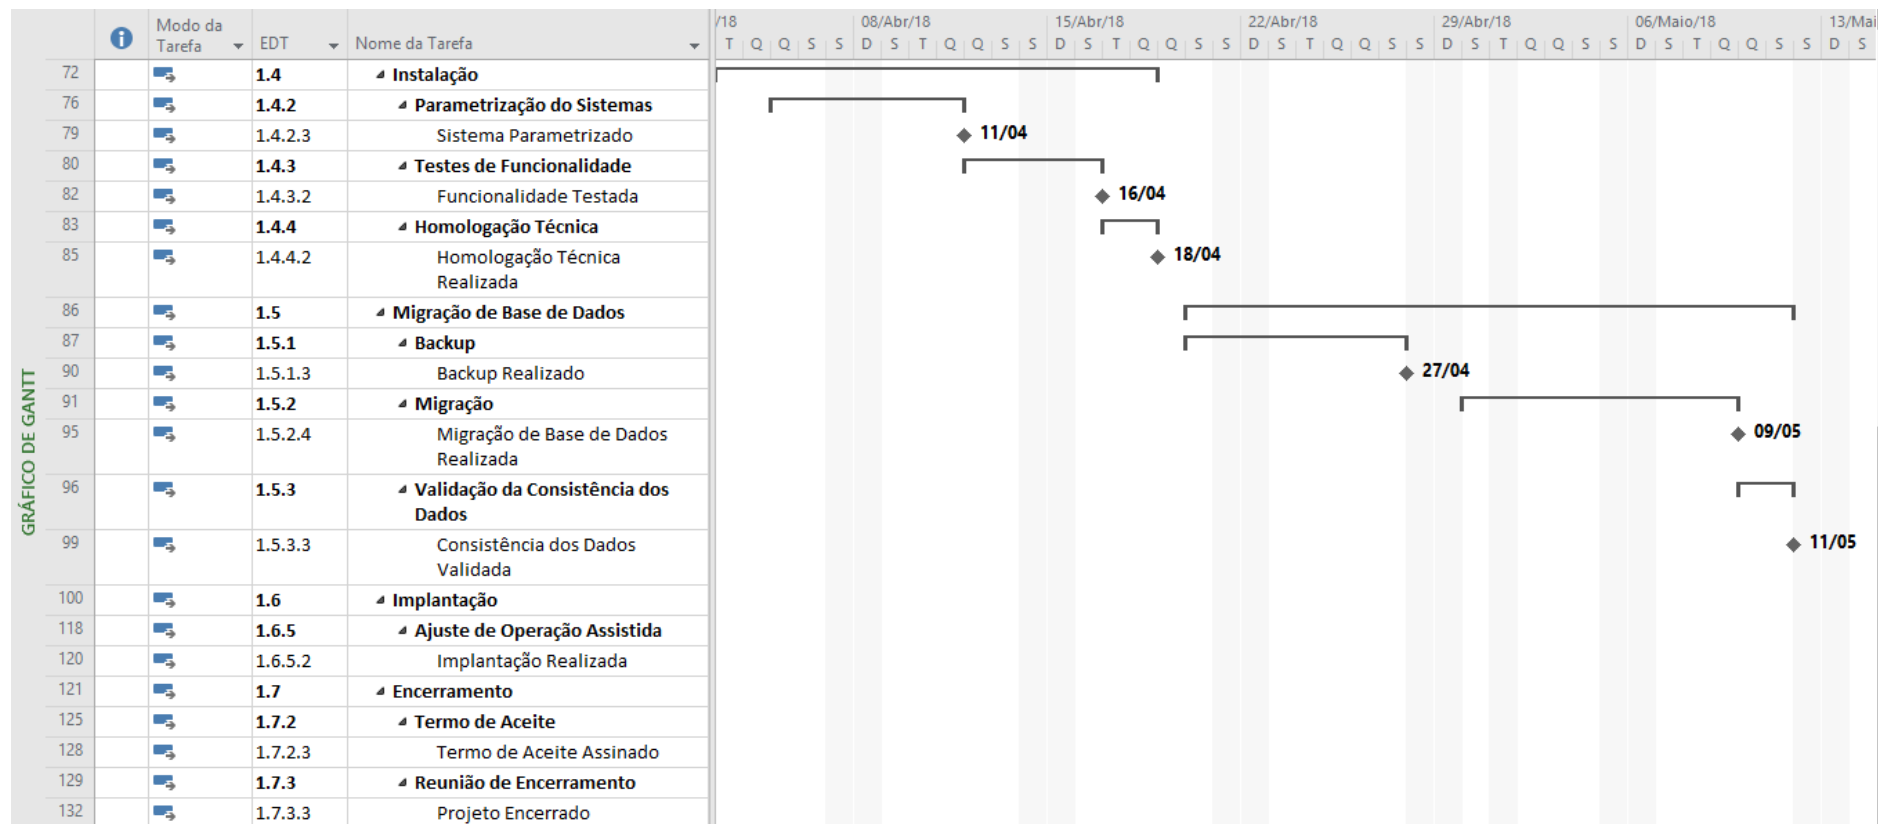 GRÁFICO DE GANTT
Modo da Tarefa EDT Nome da Tarefa
/18 08/Abr/18 15/Abr/18 22/Abr/18 29/Abr/18 06/Maio/18 13/Mai
T Q Q S S D S T Q Q S S D S T Q Q S S D S T Q Q S S D S T Q Q S S D S T Q Q S S D S
72 1.4 Instalação
76 1.4.2 Parametrização do Sistemas
79 1.4.2.3 Sistema Parametrizado 11/04
80 1.4.3 Testes de Funcionalidade
82 1.4.3.2 Funcionalidade Testada 16/04
83 1.4.4 Homologação Técnica
85 1.4.4.2 Homologação Técnica 18/04
Realizada
86 1.5 Migração de Base de Dados
87 1.5.1 Backup
90 1.5.1.3 Backup Realizado 27/04
91 1.5.2 Migração
95 1.5.2.4 Migração de Base de Dados 09/05
Realizada
96 1.5.3 Validação da Consistência dos
Dados
99 1.5.3.3 Consistência dos Dados 11/05
Validada
100 1.6 Implantação
118 1.6.5 Ajuste de Operação Assistida
120 1.6.5.2 Implantação Realizada
121 1.7 Encerramento
125 1.7.2 Termo de Aceite
128 1.7.2.3 Termo de Aceite Assinado
129 1.7.3 Reunião de Encerramento
132 1.7.3.3 Projeto Encerrado